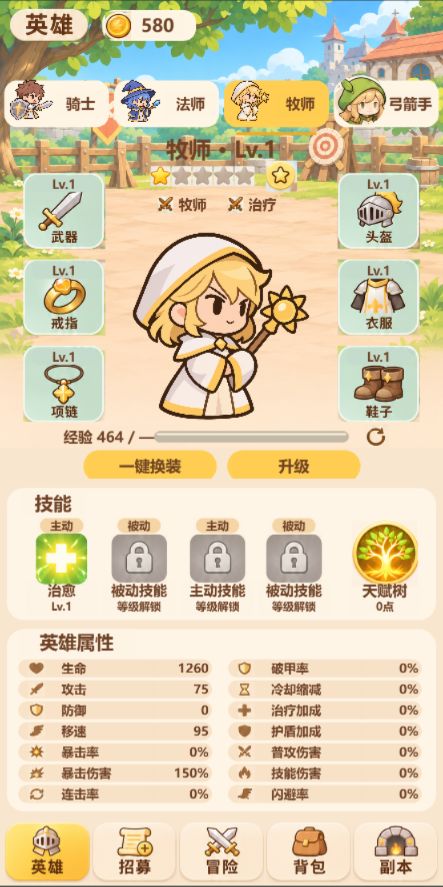 英雄 580
骑士 法师 牧师 弓箭手
牧师·Lv.1
牧师 治疗
Lv.1
武器
Lv.1
头盔
Lv.1
戒指
Lv.1
衣服
Lv.1
项链
Lv.1
鞋子
经验 464 / —
一键换装 升级
技能
主动 被动 主动 被动
治愈 被动技能 主动技能 被动技能 天赋树
Lv.1 等级解锁 等级解锁 等级解锁 0点
英雄属性
生命 1260 破甲率 0%
攻击 75 冷却缩减 0%
防御 0 治疗加成 0%
移速 95 护盾加成 0%
暴击率 0% 普攻伤害 0%
暴击伤害 150% 技能伤害 0%
连击率 0% 闪避率 0%
英雄 招募 冒险 背包 副本